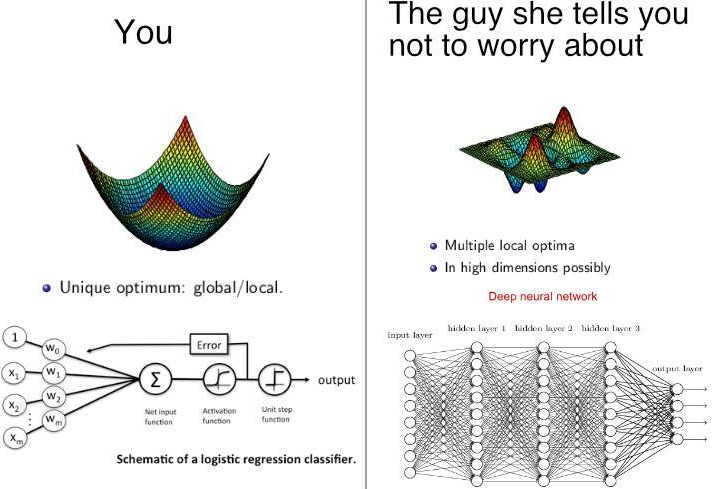 You
Unique optimum: global/local.
1
x1
x2
xm
w0
w1
w2
wm
Error
Σ
output
Net input
function
Activation
function
Unit step
function
Schematic of a logistic regression classifier.
The guy she tells you
not to worry about
Multiple local optima
In high dimensions possibly
Deep neural network
input layer
hidden layer 1 hidden layer 2 hidden layer 3
output layer